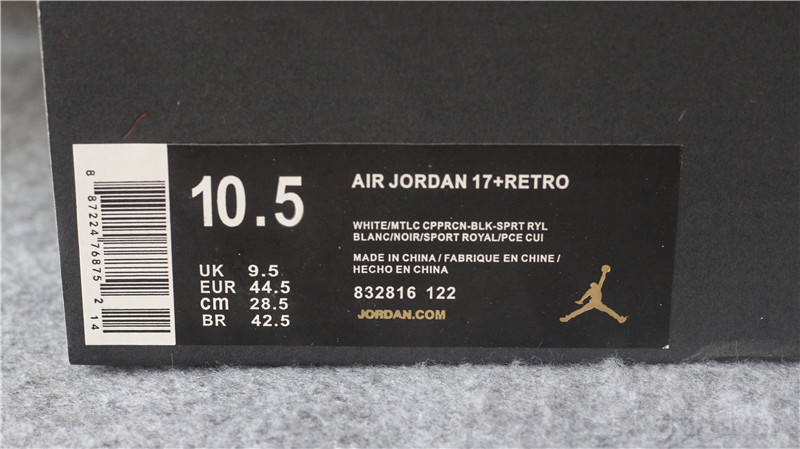 8 87224 76875 2 14
10.5
UK 9.5
EUR 44.5
cm 28.5
BR 42.5
AIR JORDAN 17+RETRO
WHITE/MTLC CPPRCN-BLK-SPRT RYL
BLANC/NOIR/SPORT ROYAL/PCE CUI
MADE IN CHINA / FABRIQUE EN CHINE /
HECHO EN CHINA
832816 122
JORDAN.COM